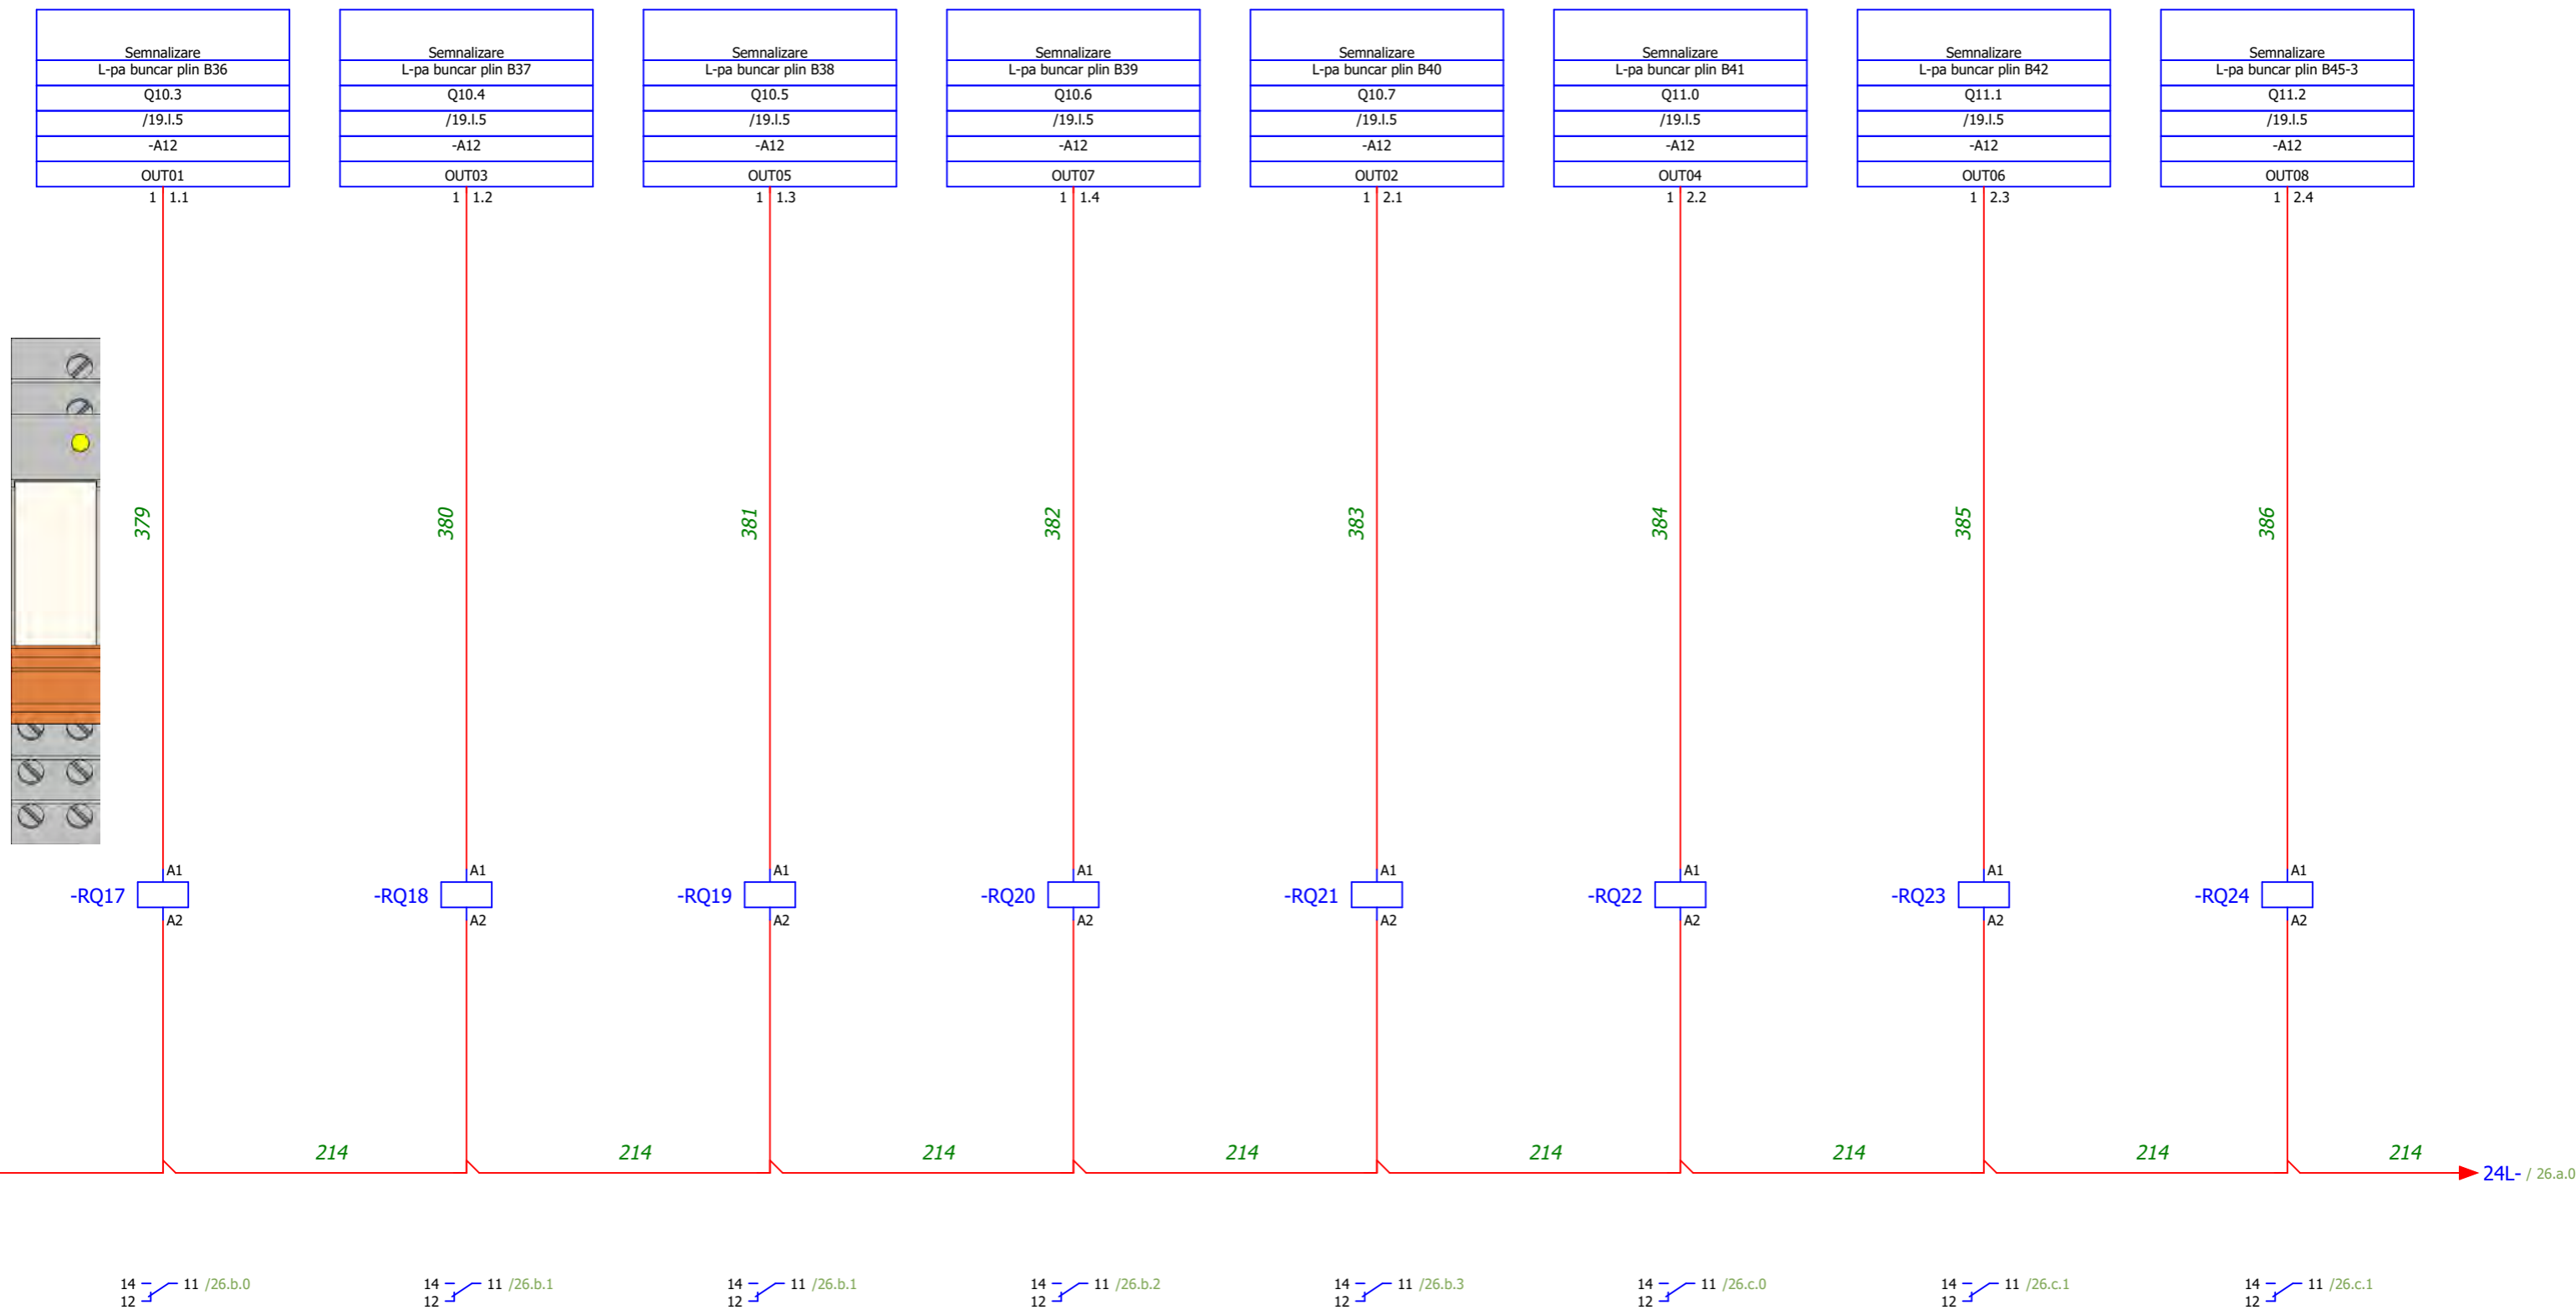 Semnalizare Semnalizare Semnalizare Semnalizare Semnalizare Semnalizare Semnalizare Semnalizare
L-pa buncar plin B36 L-pa buncar plin B37 L-pa buncar plin B38 L-pa buncar plin B39 L-pa buncar plin B40 L-pa buncar plin B41 L-pa buncar plin B42 L-pa buncar plin B45-3
Q10.3 Q10.4 Q10.5 Q10.6 Q10.7 Q11.0 Q11.1 Q11.2
/19.l.5 /19.l.5 /19.l.5 /19.l.5 /19.l.5 /19.l.5 /19.l.5 /19.l.5
-A12 -A12 -A12 -A12 -A12 -A12 -A12 -A12
OUT01 OUT03 OUT05 OUT07 OUT02 OUT04 OUT06 OUT08
1 1.1 1 1.2 1 1.3 1 1.4 1 2.1 1 2.2 1 2.3 1 2.4
379 380 381 382 383 384 385 386
A1 A1 A1 A1 A1 A1 A1 A1
-RQ17 -RQ18 -RQ19 -RQ20 -RQ21 -RQ22 -RQ23 -RQ24
A2 A2 A2 A2 A2 A2 A2 A2
214 214 214 214 214 214 214 214
24L- / 26.a.0
14 11 /26.b.0 14 11 /26.b.1 14 11 /26.b.1 14 11 /26.b.2 14 11 /26.b.3 14 11 /26.c.0 14 11 /26.c.1 14 11 /26.c.1
12 12 12 12 12 12 12 12